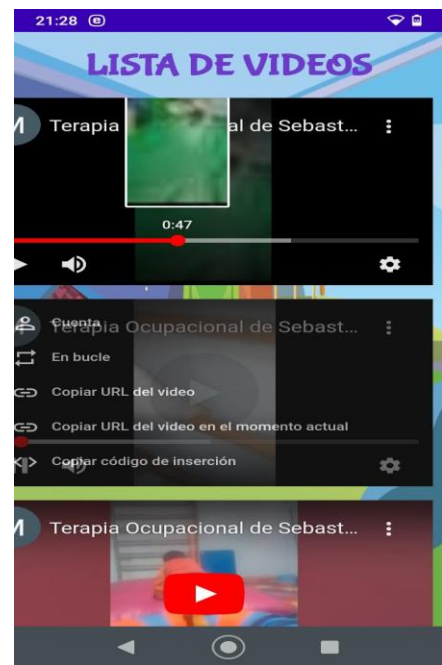 21:28
LISTA DE VIDEOS
M Terapia al de Sebast...
0:47
Cuenta
Terapia Ocupacional de Sebast...
En bucle
Copiar URL del video
Copiar URL del video en el momento actual
Copiar código de inserción
M Terapia Ocupacional de Sebast...